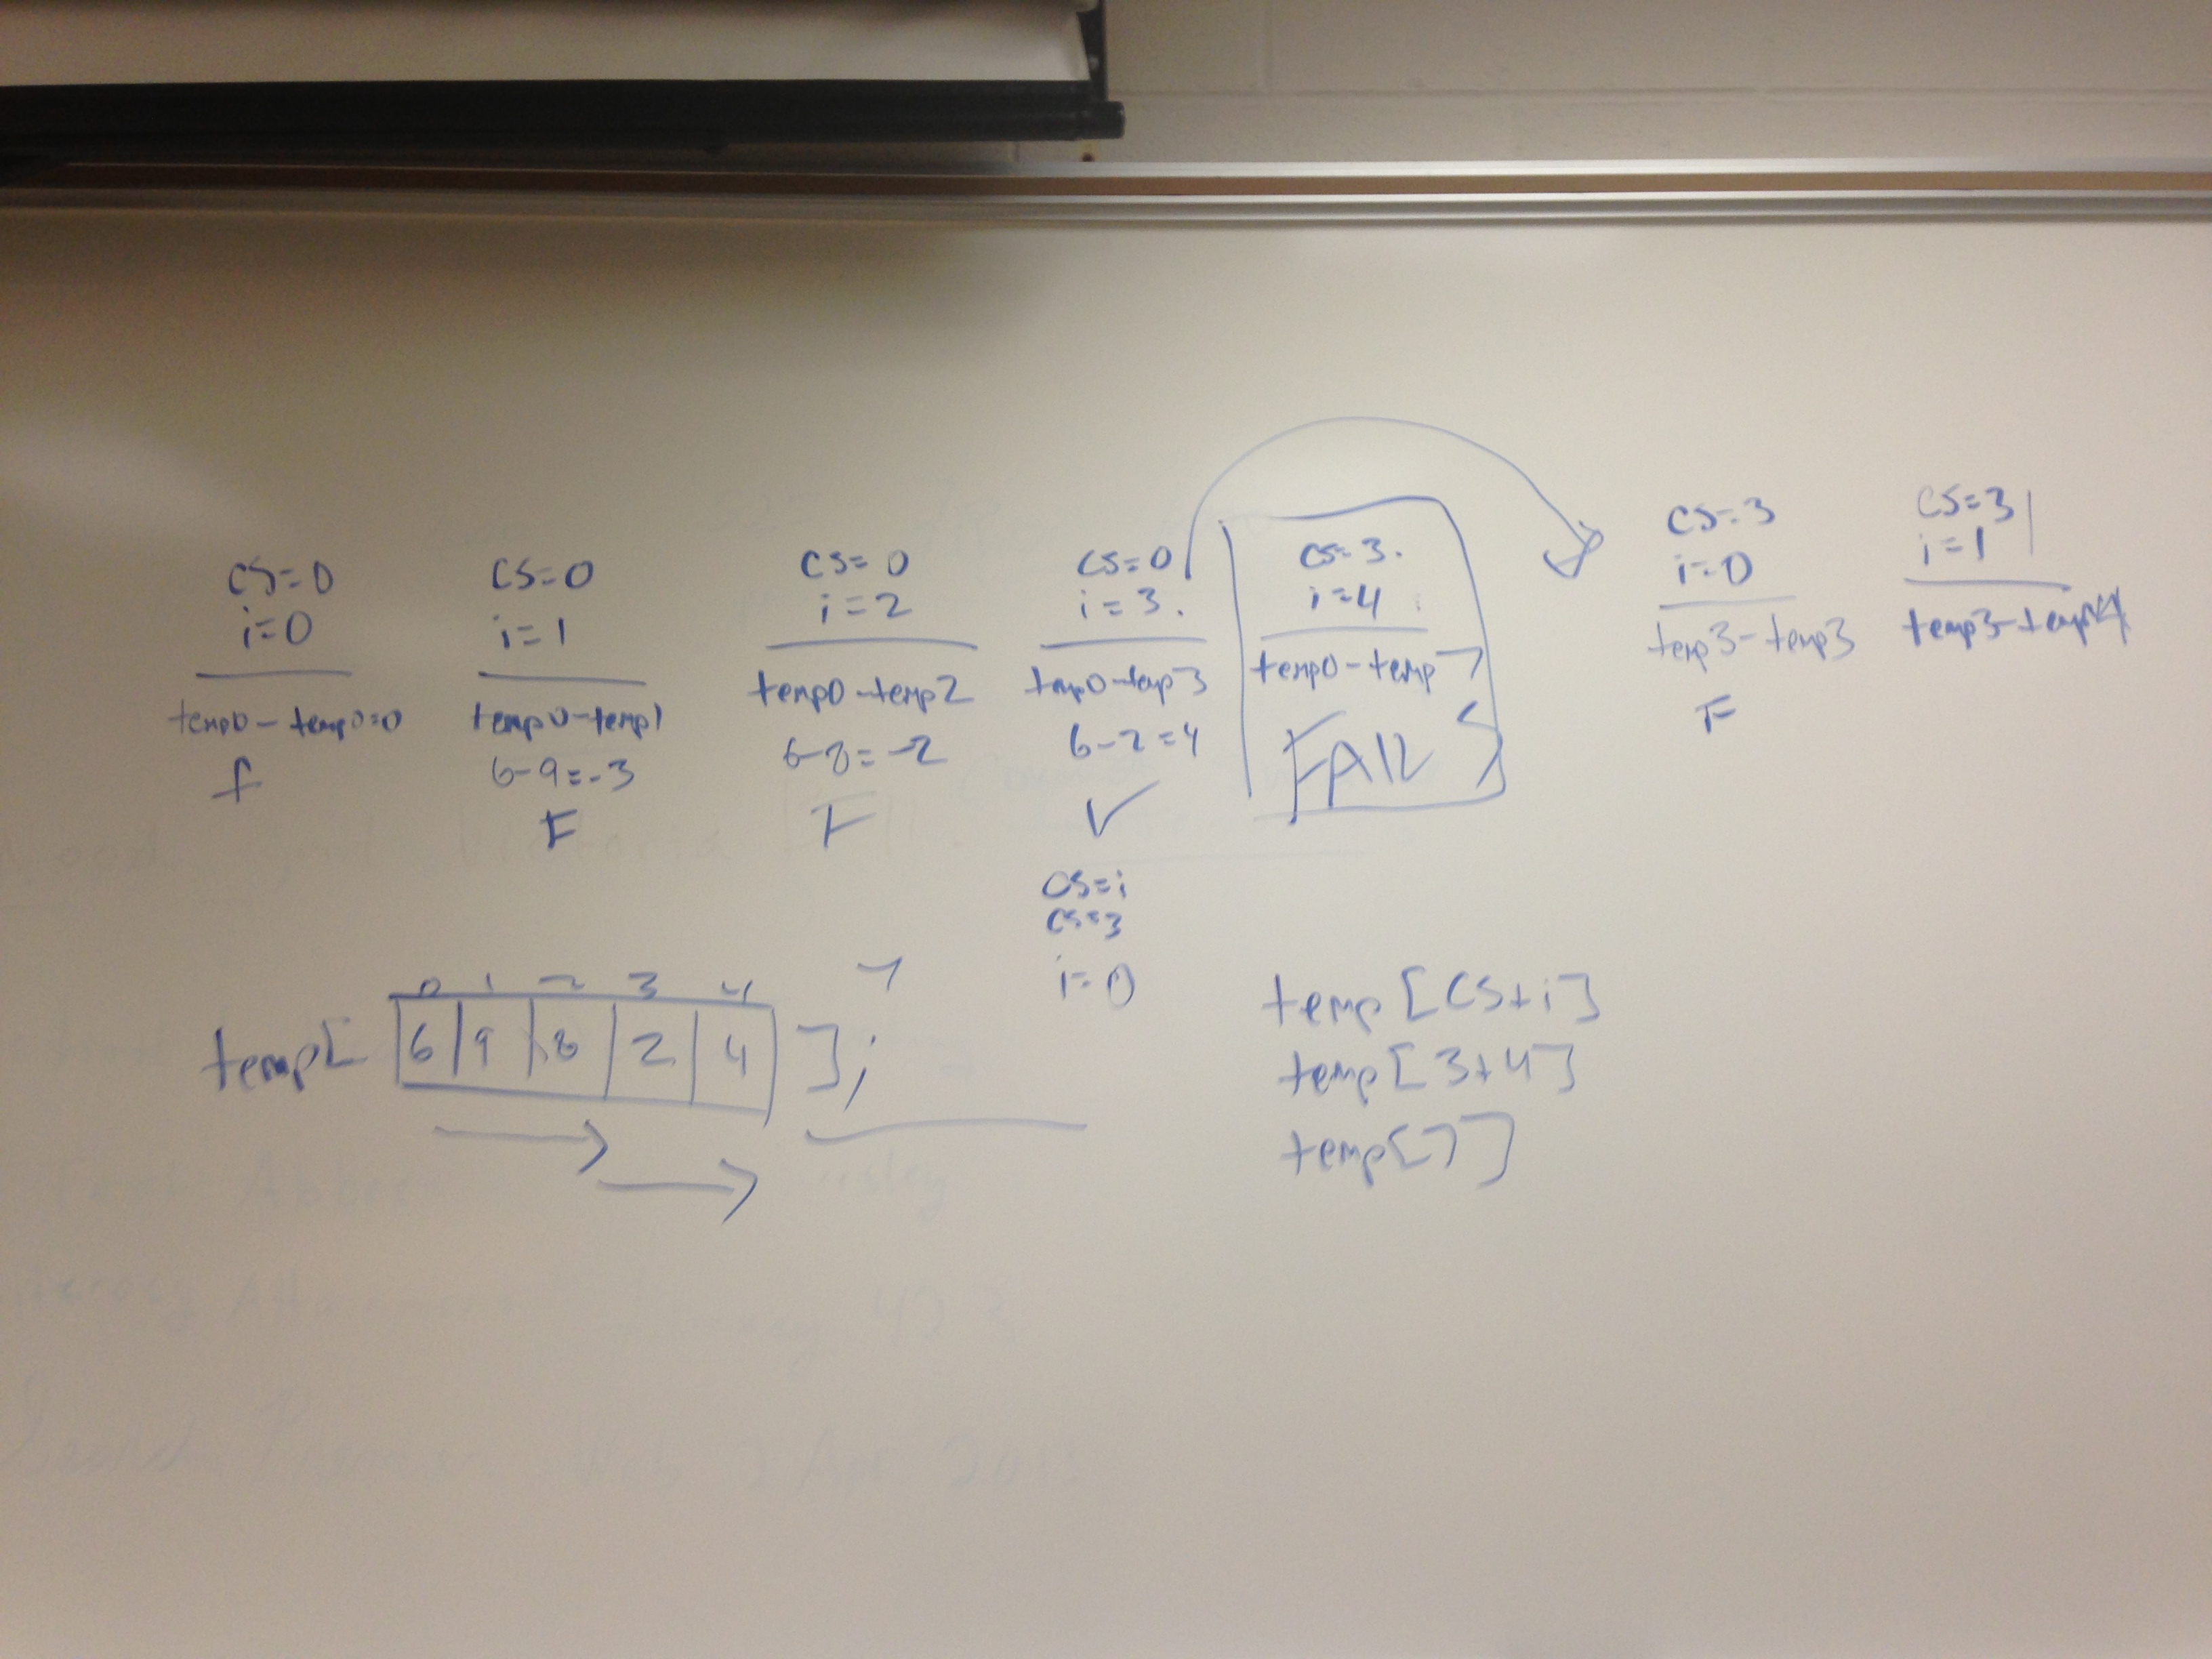 cs=0
i=0
temp0-temp0=0
f
cs=0
i=1
temp0-temp1
6-9=-3
F
cs=0
i=2
temp0-temp2
6-8=-2
F
cs=0
i=3.
temp0-temp3
6-2=4
✓
cs=i
cs=3
i=0
cs=3.
i=4
temp0-temp7
FAIL
cs=3
i=0
temp3-temp3
F
cs=3
i=1
temp3-temp4
0 1 2 3 4 7
temp[ 6 9 8 2 4 ];
temp[cs+i]
temp[3+4]
temp[7]